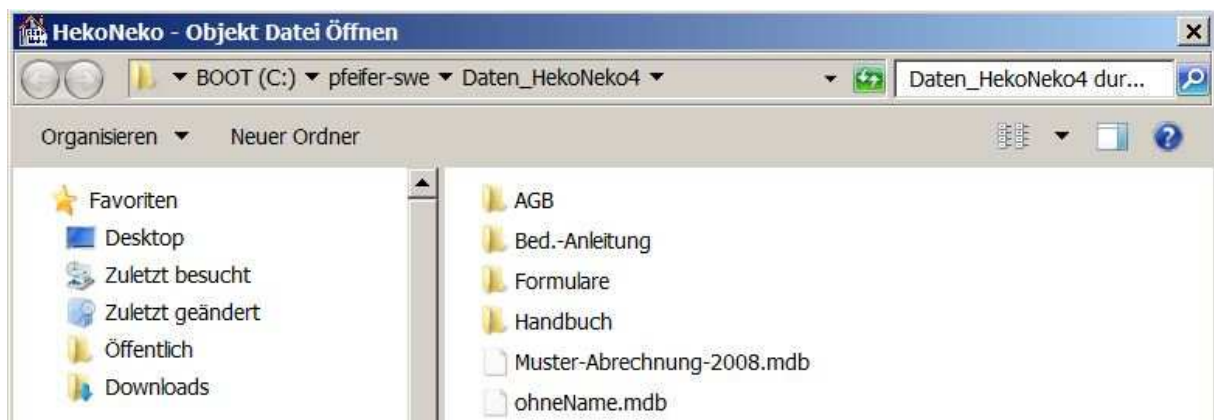 HekoNeko - Objekt Datei Öffnen
BOOT (C:) pfeifer-swe Daten_HekoNeko4
Daten_HekoNeko4 dur...
Organisieren Neuer Ordner
Favoriten
Desktop
Zuletzt besucht
Zuletzt geändert
Öffentlich
Downloads
AGB
Bed.-Anleitung
Formulare
Handbuch
Muster-Abrechnung-2008.mdb
ohneName.mdb